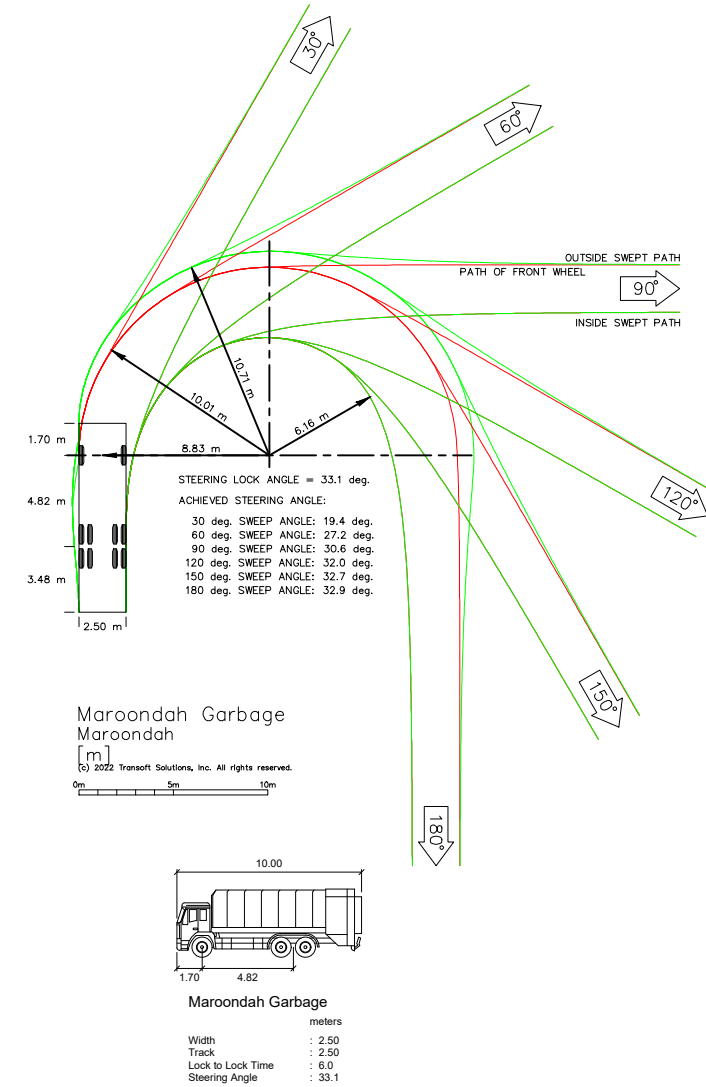 30°
60°
OUTSIDE SWEPT PATH
PATH OF FRONT WHEEL
90°
INSIDE SWEPT PATH
10.71 m
10.01 m
6.16 m
1.70 m
8.83 m
STEERING LOCK ANGLE = 33.1 deg.
4.82 m
ACHIEVED STEERING ANGLE:
120°
30 deg. SWEEP ANGLE: 19.4 deg.
60 deg. SWEEP ANGLE: 27.2 deg.
90 deg. SWEEP ANGLE: 30.6 deg.
120 deg. SWEEP ANGLE: 32.0 deg.
150 deg. SWEEP ANGLE: 32.7 deg.
180 deg. SWEEP ANGLE: 32.9 deg.
3.48 m
2.50 m
150°
Maroondah Garbage
Maroondah
[m]
(c) 2022 Transoft Solutions, Inc. All rights reserved.
0m 5m 10m
180°
10.00
1.70 4.82
Maroondah Garbage
meters
Width : 2.50
Track : 2.50
Lock to Lock Time : 6.0
Steering Angle : 33.1